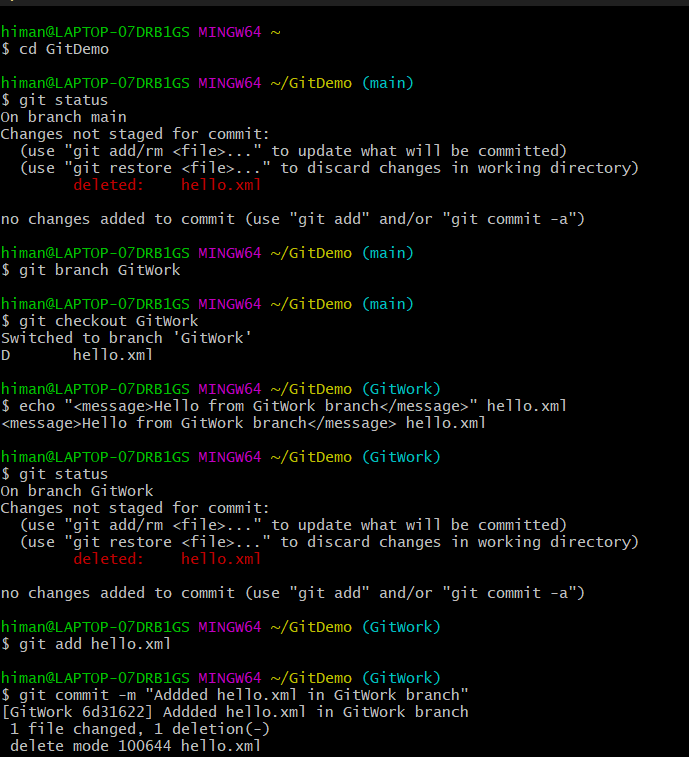 himan@LAPTOP-07DRB1GS MINGW64 ~
$ cd GitDemo
himan@LAPTOP-07DRB1GS MINGW64 ~/GitDemo (main)
$ git status
On branch main
Changes not staged for commit:
  (use "git add/rm <file>..." to update what will be committed)
  (use "git restore <file>..." to discard changes in working directory)
        deleted:    hello.xml
no changes added to commit (use "git add" and/or "git commit -a")
himan@LAPTOP-07DRB1GS MINGW64 ~/GitDemo (main)
$ git branch GitWork
himan@LAPTOP-07DRB1GS MINGW64 ~/GitDemo (main)
$ git checkout GitWork
Switched to branch 'GitWork'
D       hello.xml
himan@LAPTOP-07DRB1GS MINGW64 ~/GitDemo (GitWork)
$ echo "<message>Hello from GitWork branch</message>" hello.xml
<message>Hello from GitWork branch</message> hello.xml
himan@LAPTOP-07DRB1GS MINGW64 ~/GitDemo (GitWork)
$ git status
On branch GitWork
Changes not staged for commit:
  (use "git add/rm <file>..." to update what will be committed)
  (use "git restore <file>..." to discard changes in working directory)
        deleted:    hello.xml
no changes added to commit (use "git add" and/or "git commit -a")
himan@LAPTOP-07DRB1GS MINGW64 ~/GitDemo (GitWork)
$ git add hello.xml
himan@LAPTOP-07DRB1GS MINGW64 ~/GitDemo (GitWork)
$ git commit -m "Addded hello.xml in GitWork branch"
[GitWork 6d31622] Addded hello.xml in GitWork branch
 1 file changed, 1 deletion(-)
 delete mode 100644 hello.xml